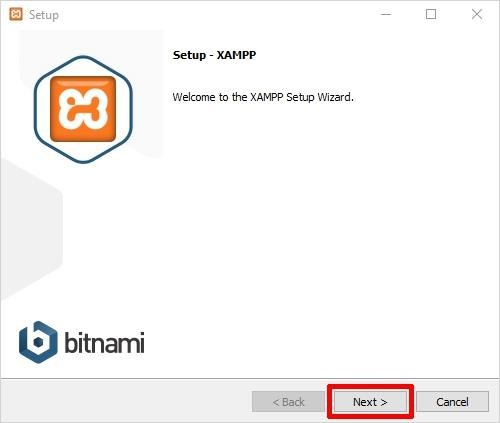 Setup
Setup - XAMPP
Welcome to the XAMPP Setup Wizard.
bitnami
< Back
Next >
Cancel